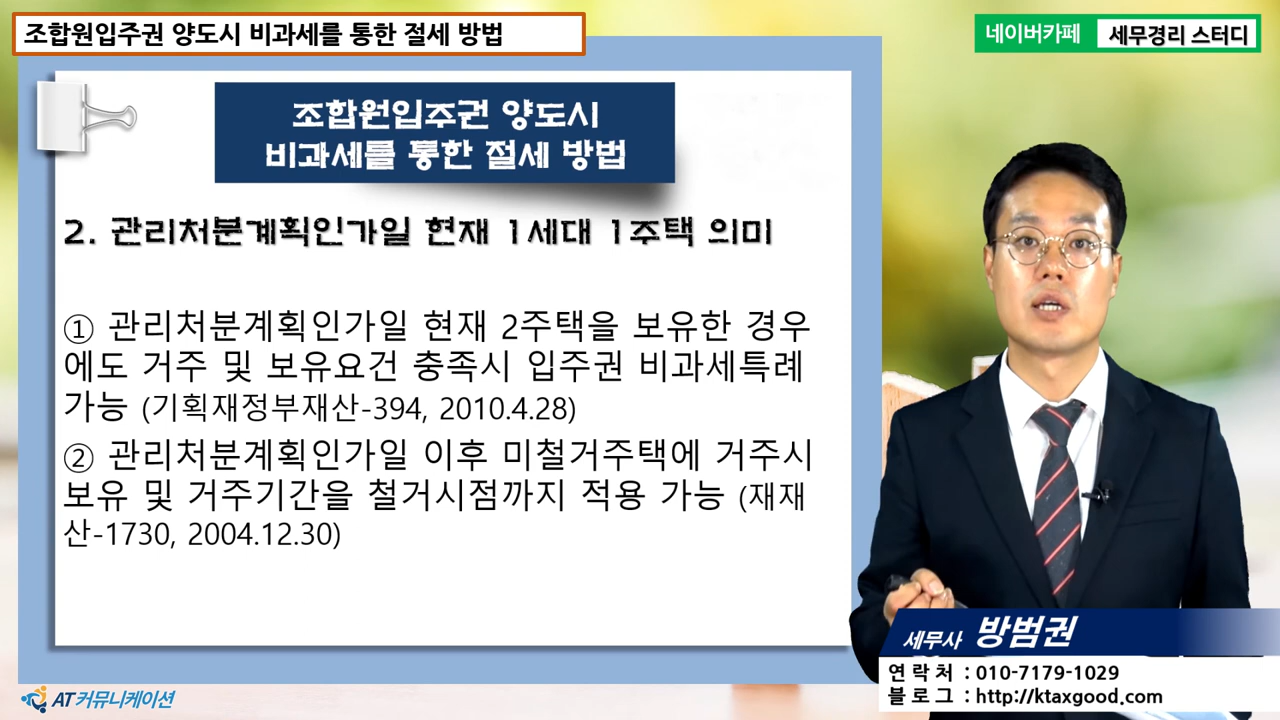 조합원입주권 양도시 비과세를 통한 절세 방법
네이버카페 세무경리 스터디
조합원입주권 양도시
비과세를 통한 절세 방법
2. 관리처분계획인가일 현재 1세대 1주택 의미
① 관리처분계획인가일 현재 2주택을 보유한 경우
에도 거주 및 보유요건 충족시 입주권 비과세특례
가능 (기획재정부재산-394, 2010.4.28)
② 관리처분계획인가일 이후 미철거주택에 거주시
보유 및 거주기간을 철거시점까지 적용 가능 (재재
산-1730, 2004.12.30)
세무사 방범권
연 락 처 : 010-7179-1029
블 로 그 : http://ktaxgood.com
AT커뮤니케이션